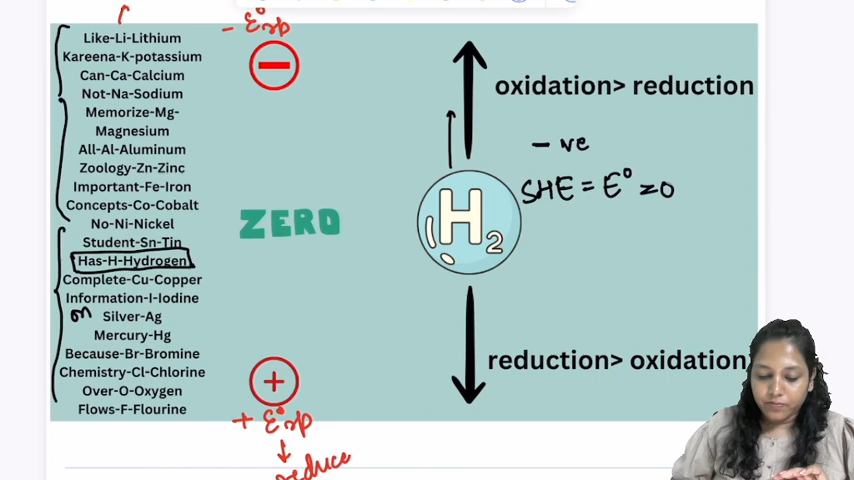 - E° rp
Like-Li-Lithium
Kareena-K-potassium
Can-Ca-Calcium
Not-Na-Sodium
Memorize-Mg-
Magnesium
All-Al-Aluminum
Zoology-Zn-Zinc
Important-Fe-Iron
Concepts-Co-Cobalt
No-Ni-Nickel
Student-Sn-Tin
Has-H-Hydrogen
Complete-Cu-Copper
Information-I-Iodine
on Silver-Ag
Mercury-Hg
Because-Br-Bromine
Chemistry-Cl-Chlorine
Over-O-Oxygen
Flows-F-Flourine
ZERO
+ E° rp
reduce
oxidation> reduction
- ve
SHE = E° = 0
H2
reduction> oxidation